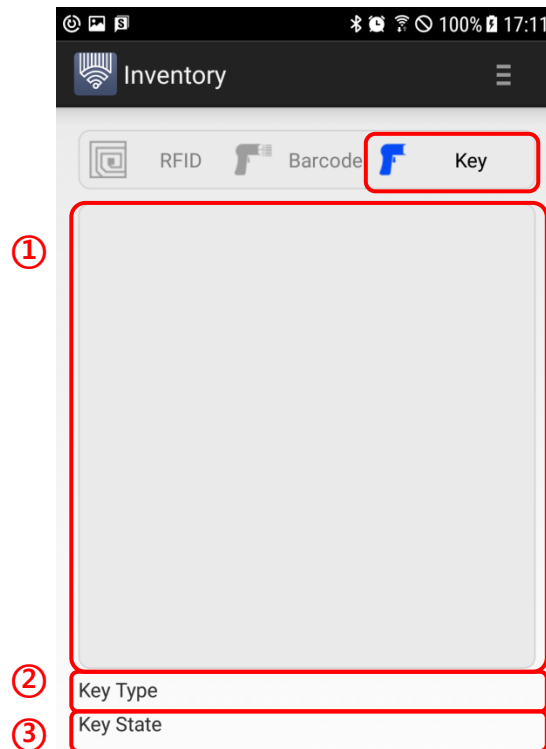 100% 17:11
Inventory
RFID Barcode Key
①
②
Key Type
③
Key State